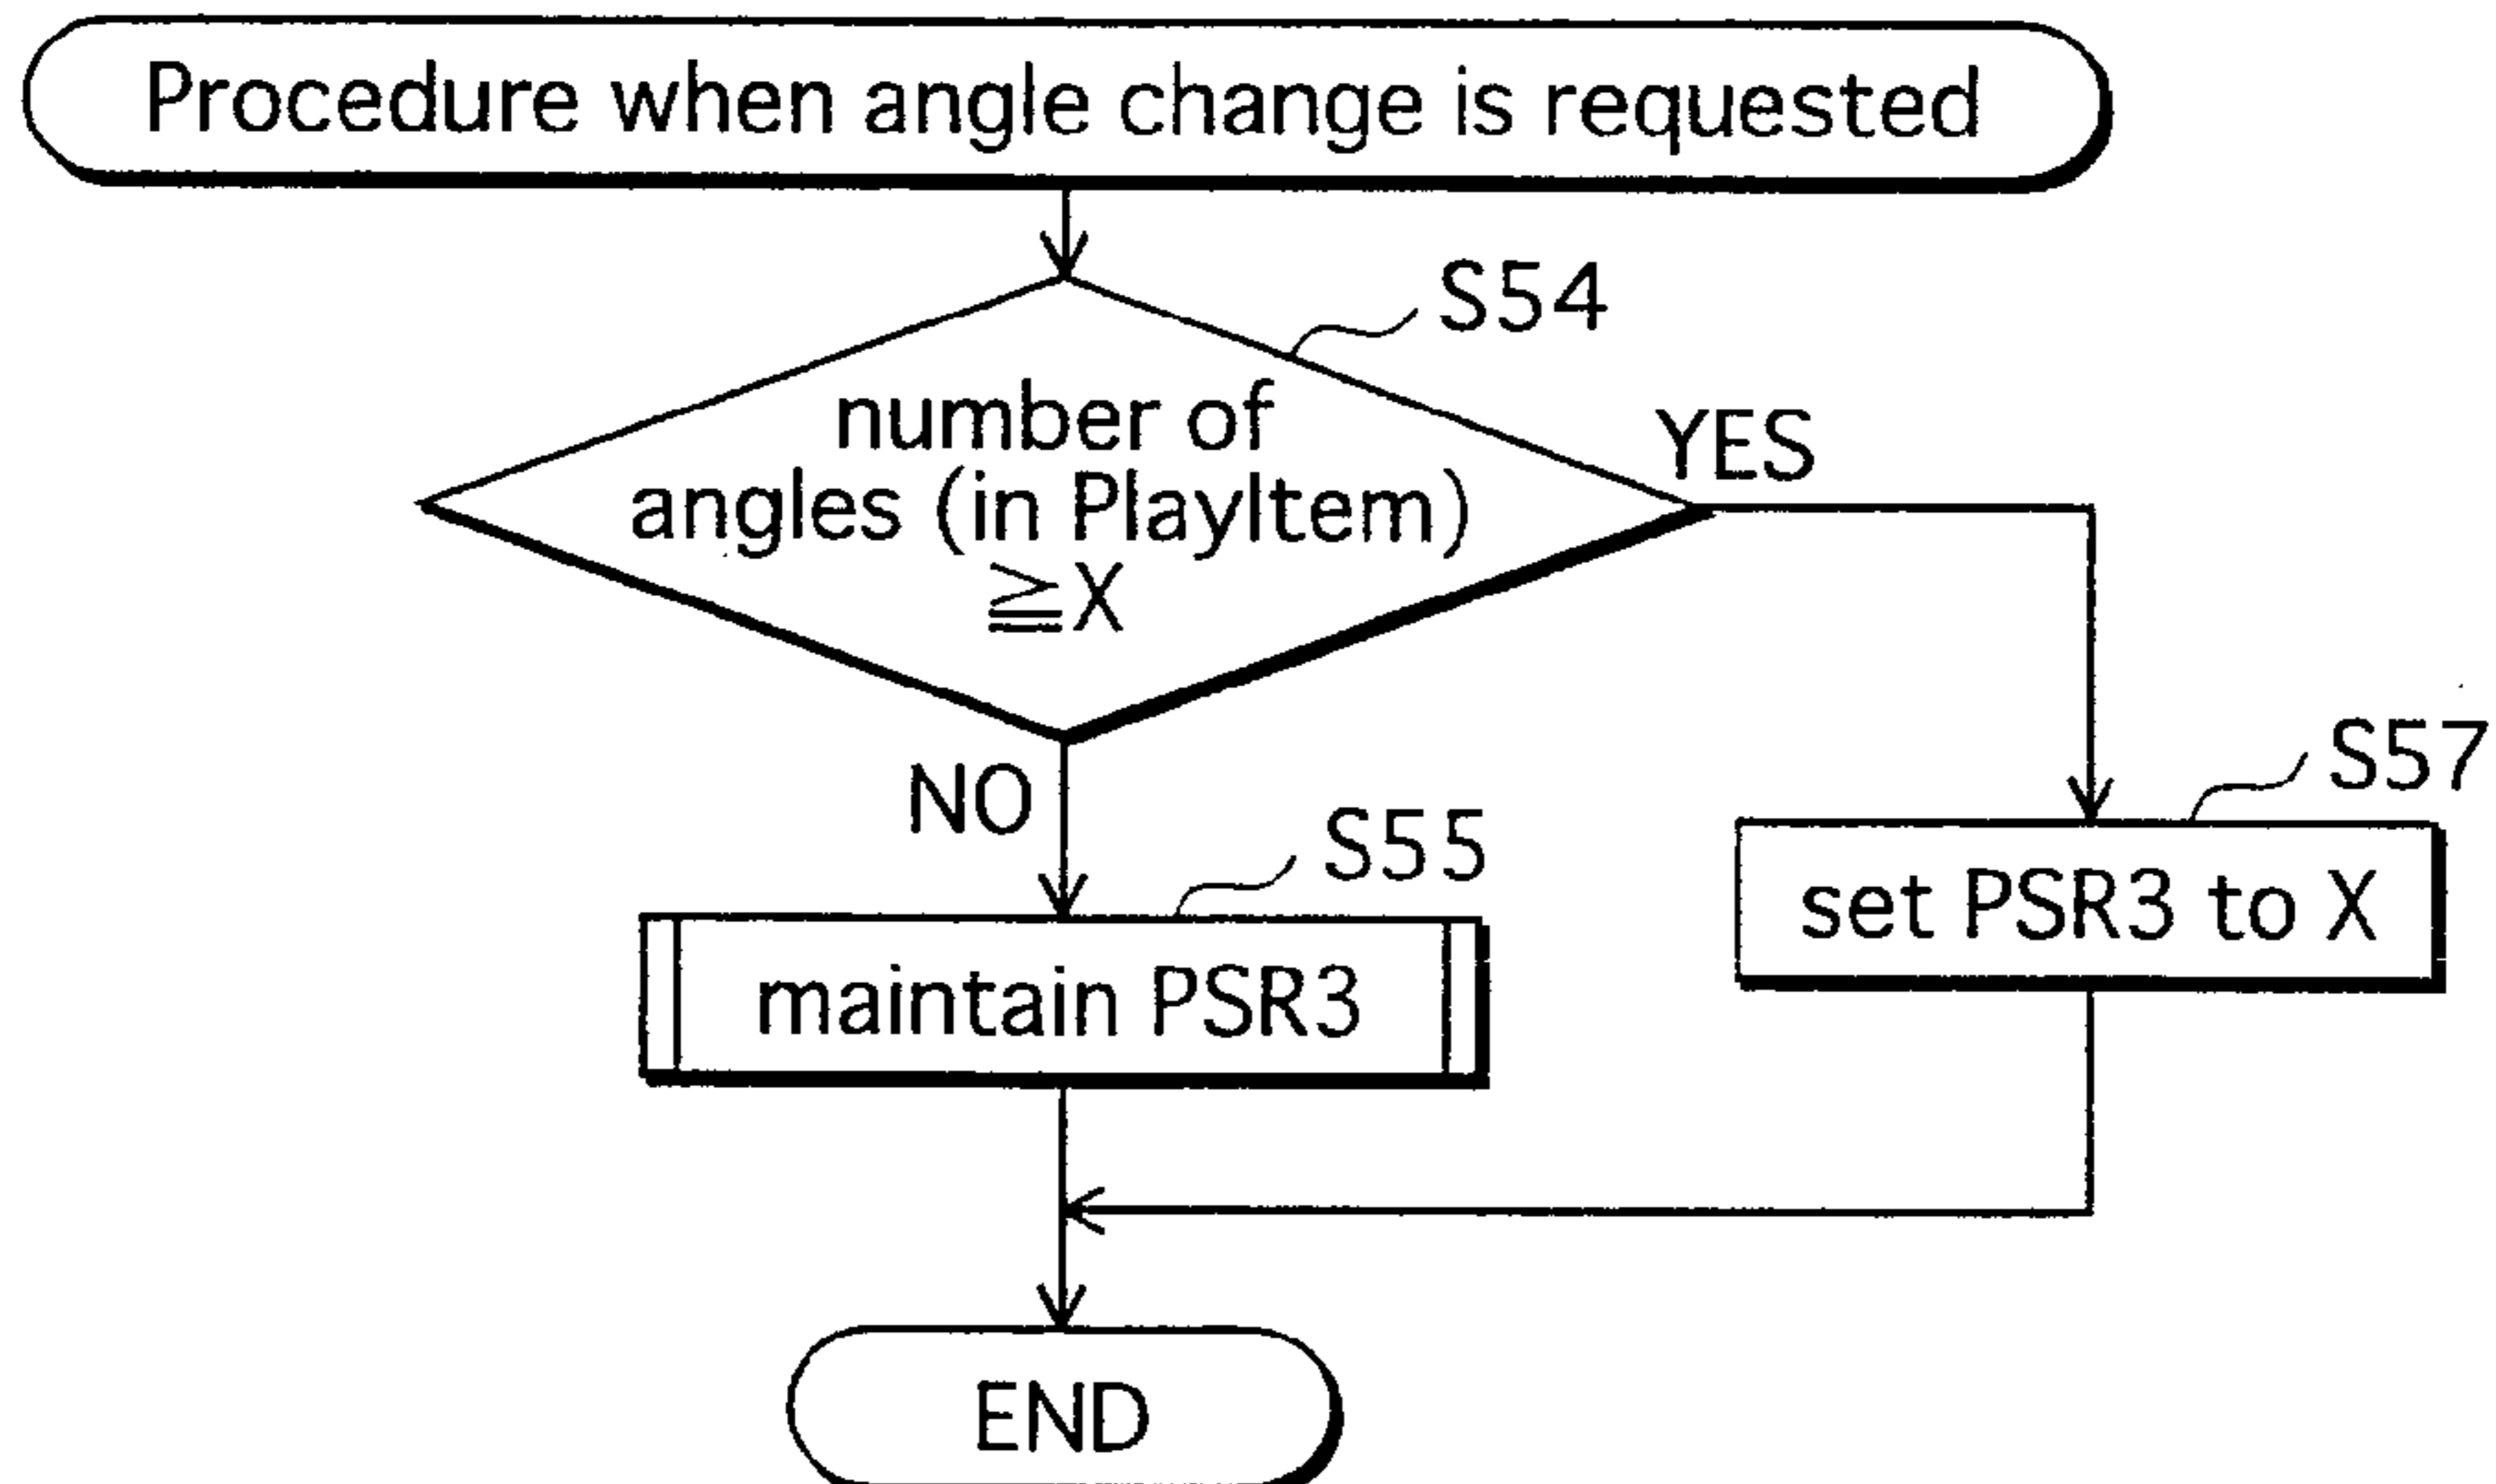 Procedure when angle change is requested
S54
number of
angles (in PlayItem)
≧X
YES
NO
S55
maintain PSR3
S57
set PSR3 to X
END